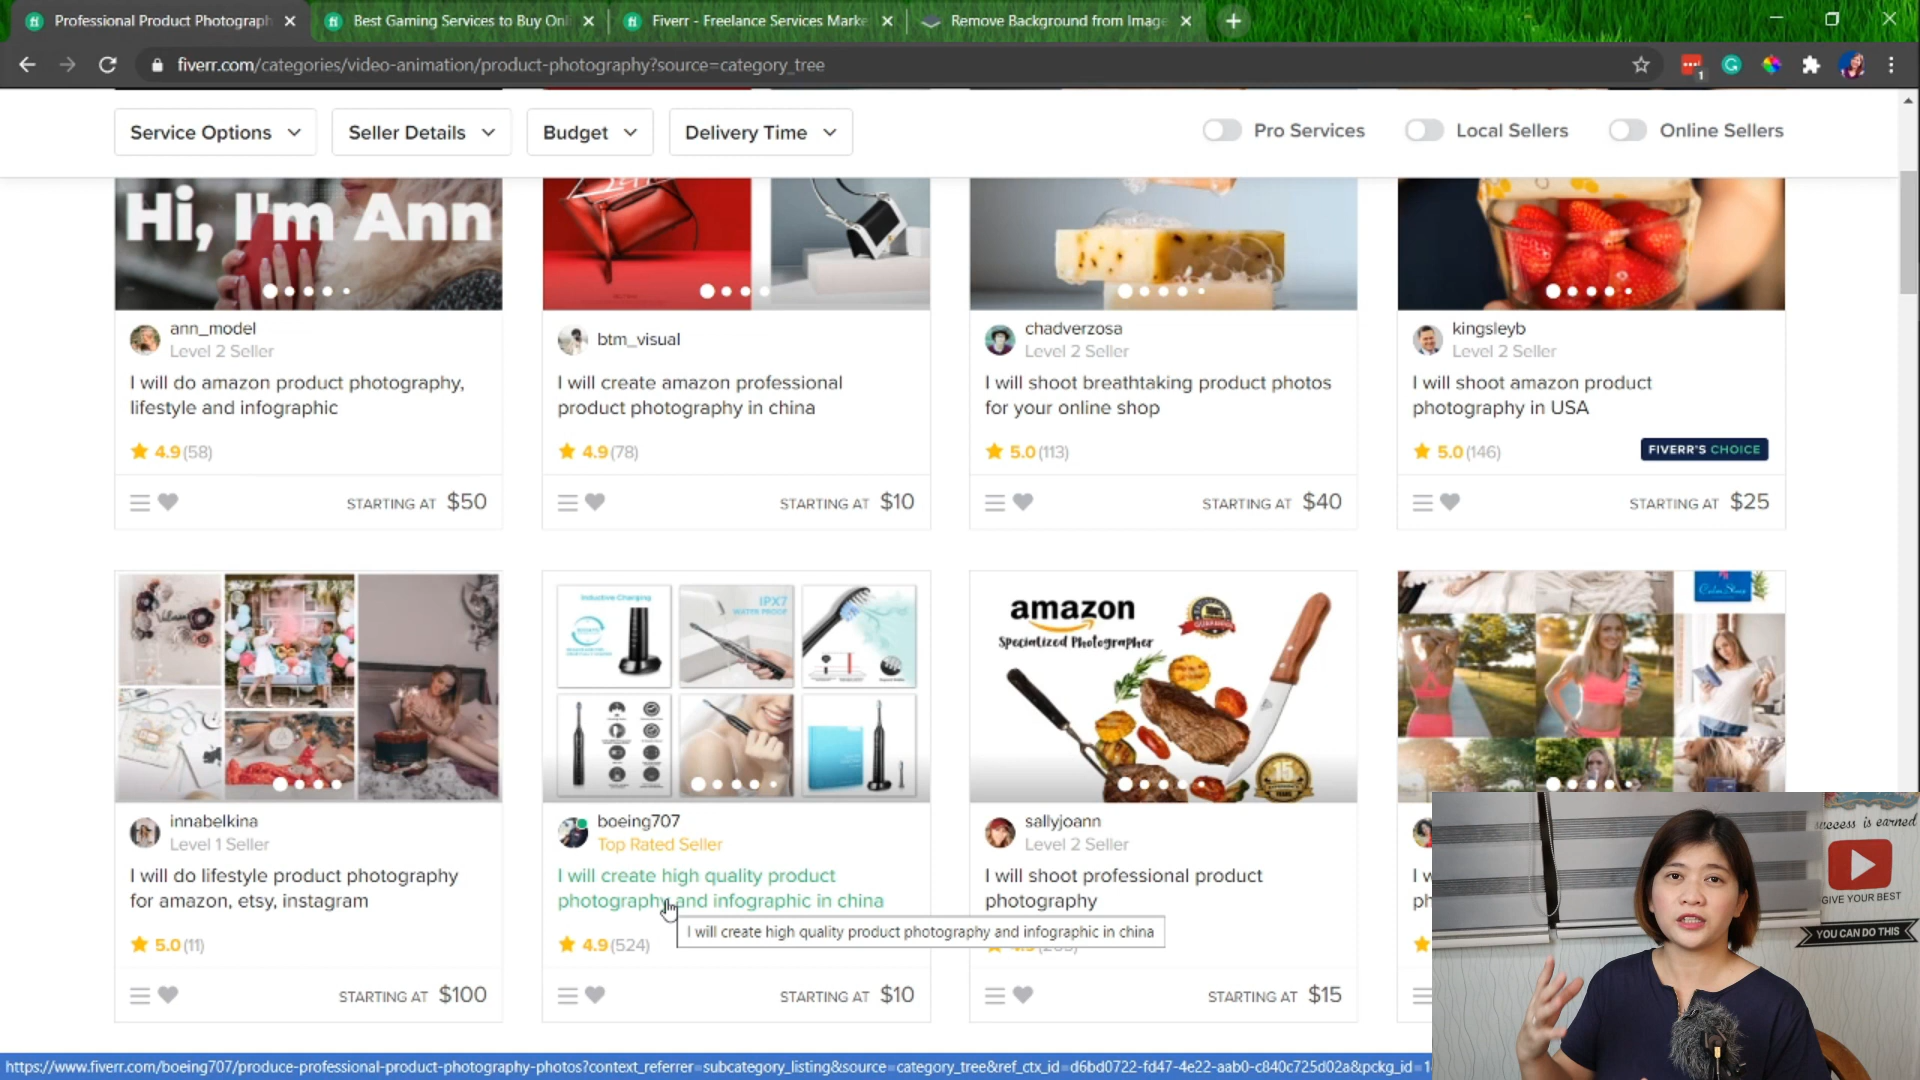 Professional Product Photograph
Best Gaming Services to Buy Onl
Fiverr - Freelance Services Marke
Remove Background from Image
fiverr.com/categories/video-animation/product-photography?source=category_tree
1
Service Options
Seller Details
Budget
Delivery Time
Pro Services
Local Sellers
Online Sellers
Hi, I'm Ann
ann_model
Level 2 Seller
I will do amazon product photography,
lifestyle and infographic
4.9 (58)
STARTING AT $50
btm_visual
I will create amazon professional
product photography in china
4.9 (78)
STARTING AT $10
chadverzosa
Level 2 Seller
I will shoot breathtaking product photos
for your online shop
5.0 (113)
STARTING AT $40
kingsleyb
Level 2 Seller
I will shoot amazon product
photography in USA
5.0 (146)
FIVERR'S CHOICE
STARTING AT $25
innabelkina
Level 1 Seller
I will do lifestyle product photography
for amazon, etsy, instagram
5.0 (11)
STARTING AT $100
Inductive Charging
IPX7
WATER PROOF
boeing707
Top Rated Seller
I will create high quality product
photography and infographic in china
I will create high quality product photography and infographic in china
4.9 (524)
STARTING AT $10
amazon
Specialized Photographer
15
sallyjoann
Level 2 Seller
I will shoot professional product
photography
STARTING AT $15
I w
ph
success is earned
GIVE YOUR BEST
YOU CAN DO THIS
https://www.fiverr.com/boeing707/produce-professional-product-photography-photos?context_referrer=subcategory_listing&source=category_tree&ref_ctx_id=d6bd0722-fd47-4e22-aab0-c840c725d02a&pckg_id=1